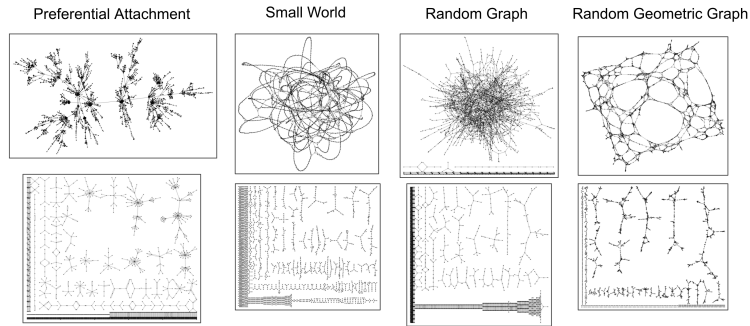 Preferential Attachment
Small World
Random Graph
Random Geometric Graph